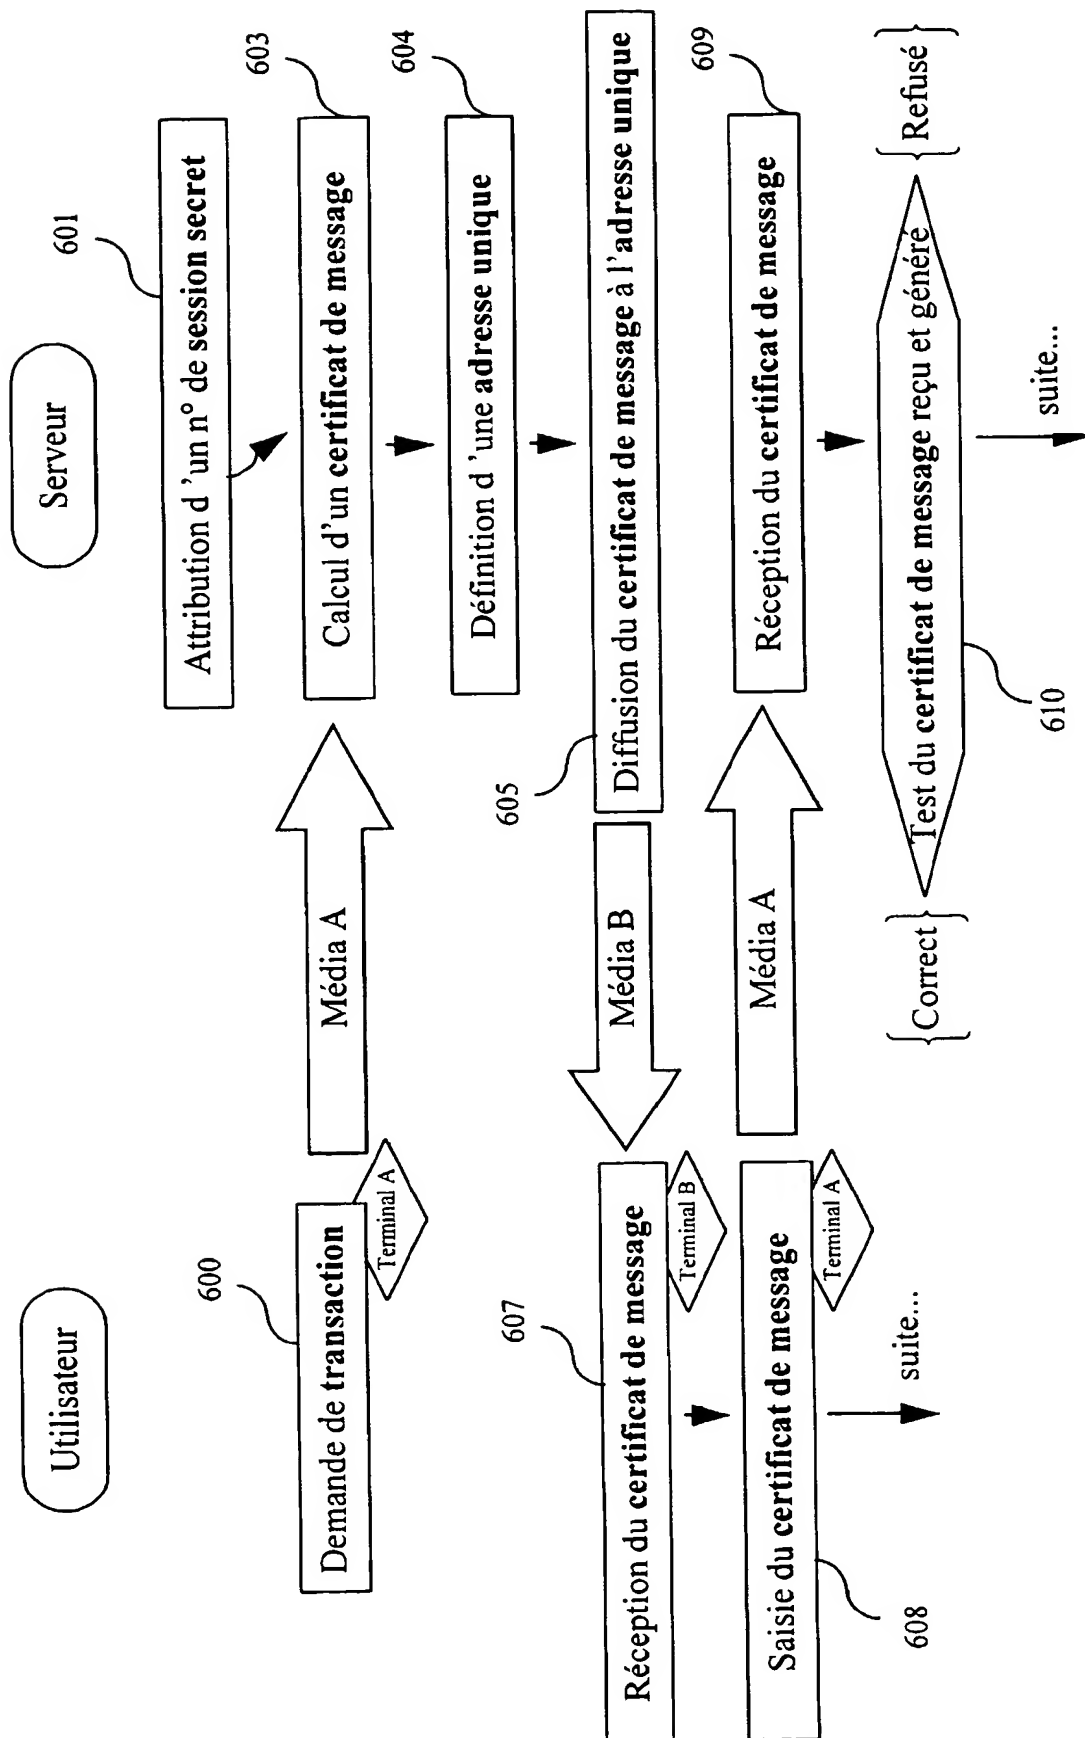 Utilisateur
Serveur
601
Attribution d 'un n° de session secret
600
Demande de transaction
Terminal A
Média A
603
Calcul d'un certificat de message
604
Définition d 'une adresse unique
605
Diffusion du certificat de message à l'adresse unique
Média B
607
Réception du certificat de message
Terminal B
608
Saisie du certificat de message
Terminal A
Média A
609
Réception du certificat de message
suite...
Correct
Test du certificat de message reçu et généré
Refusé
610
suite...